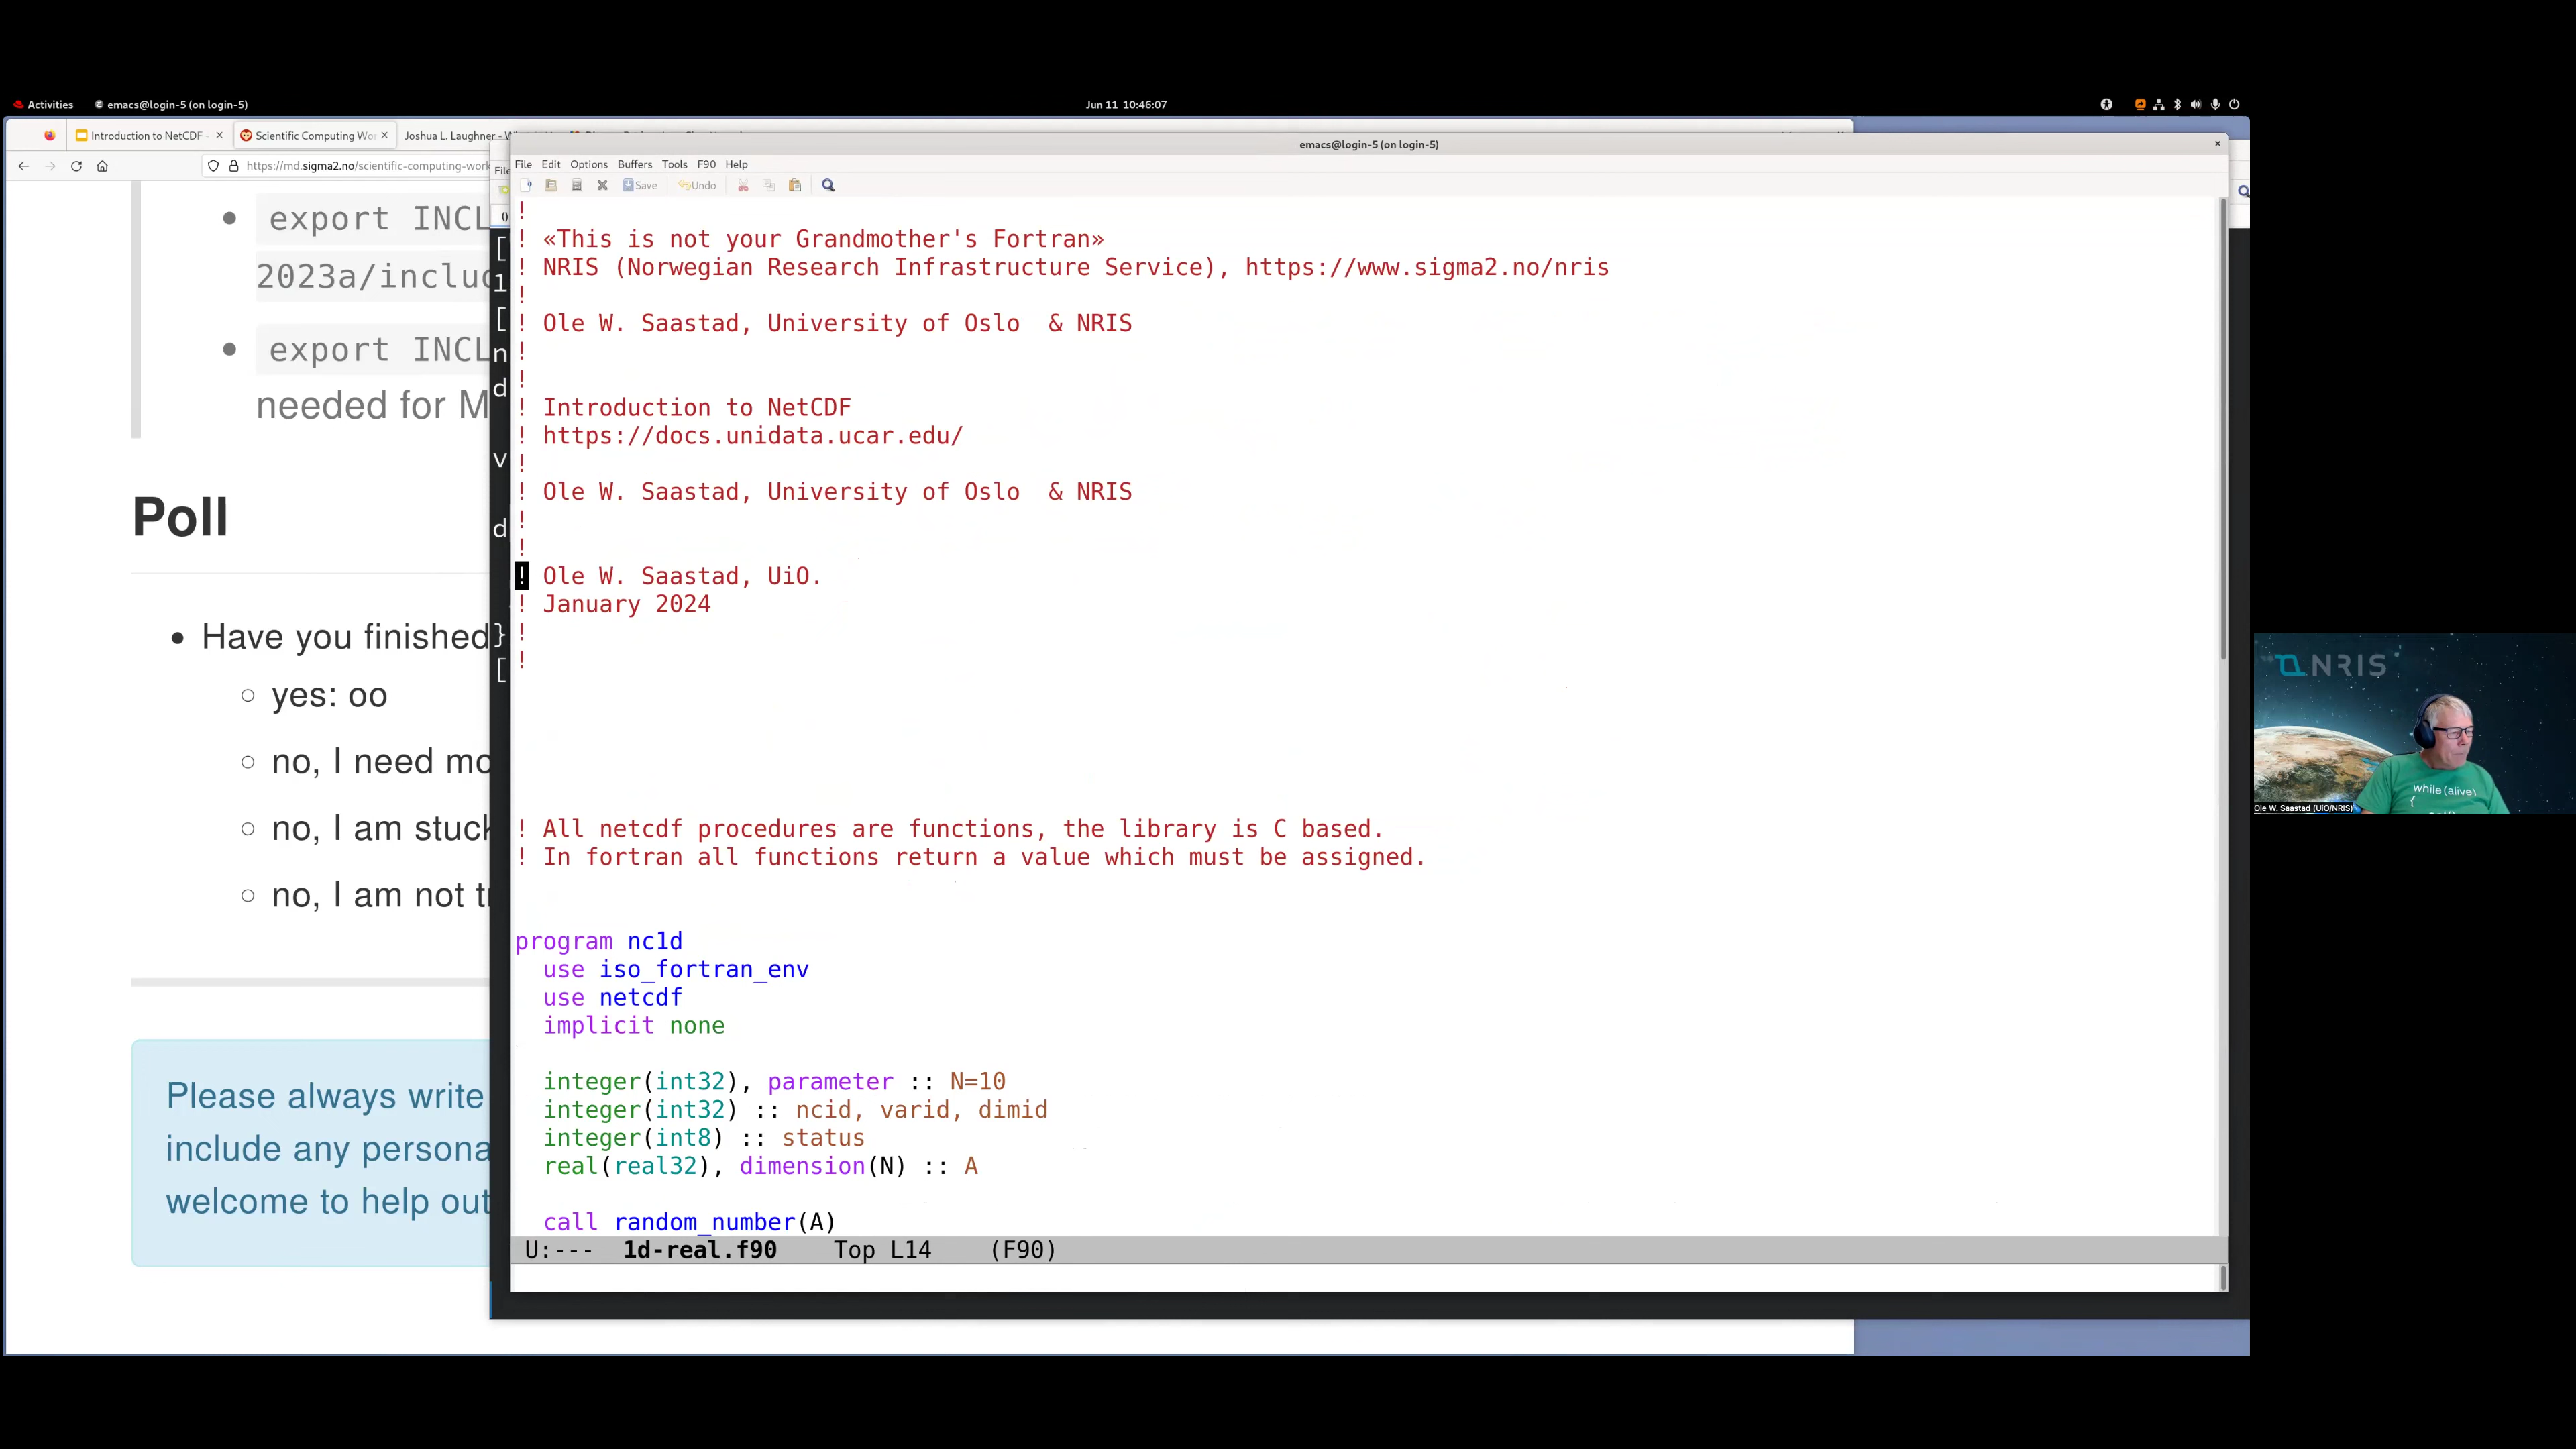 Activities
emacs@login-5 (on login-5)
Jun 11 10:46:07
Introduction to NetCDF -
Scientific Computing Wor
Joshua L. Laughner -
https://md.sigma2.no/scientific-computing-work
export INCL
2023a/includ
export INCL
needed for M
Poll
Have you finished
yes: oo
no, I need mo
no, I am stuck
no, I am not tr
Please always write
include any persona
welcome to help out
emacs@login-5 (on login-5)
File Edit Options Buffers Tools F90 Help
Save Undo
!
! «This is not your Grandmother's Fortran»
! NRIS (Norwegian Research Infrastructure Service), https://www.sigma2.no/nris
!
! Ole W. Saastad, University of Oslo  & NRIS
!
!
! Introduction to NetCDF
! https://docs.unidata.ucar.edu/
!
! Ole W. Saastad, University of Oslo  & NRIS
!
!
! Ole W. Saastad, UiO.
! January 2024
!
!
! All netcdf procedures are functions, the library is C based.
! In fortran all functions return a value which must be assigned.
program nc1d
use iso_fortran_env
use netcdf
implicit none
integer(int32), parameter :: N=10
integer(int32) :: ncid, varid, dimid
integer(int8) :: status
real(real32), dimension(N) :: A
call random_number(A)
U:---  1d-real.f90    Top L14    (F90)
NRIS
while (alive)
{
Ole W. Saastad (UiO/NRIS)